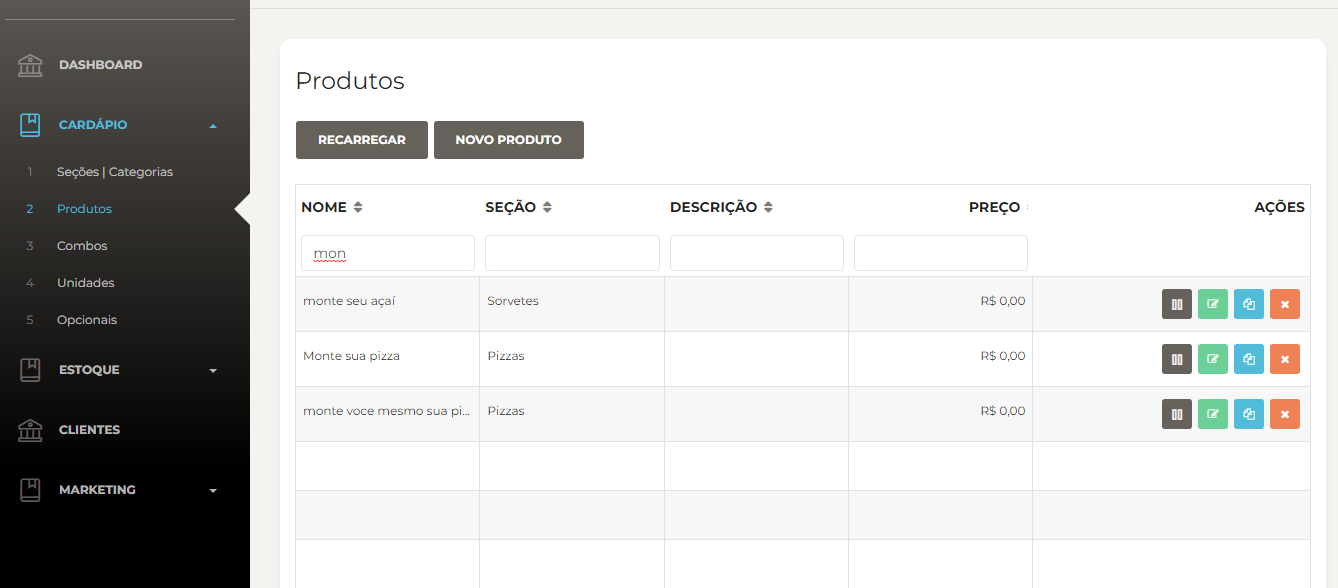 DASHBOARD
CARDÁPIO
1 Seções | Categorias
2 Produtos
3 Combos
4 Unidades
5 Opcionais
ESTOQUE
CLIENTES
MARKETING
Produtos
RECARREGAR NOVO PRODUTO
NOME SEÇÃO DESCRIÇÃO PREÇO AÇÕES
mon
monte seu açaí Sorvetes R$ 0,00
Monte sua pizza Pizzas R$ 0,00
monte voce mesmo sua pi... Pizzas R$ 0,00